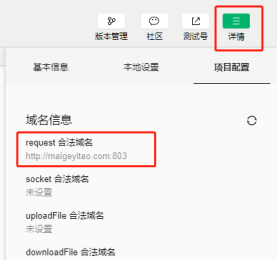 版本管理 社区 测试号 详情
基本信息 本地设置 项目配置
域名信息
request 合法域名
http://maigeyitao.com:803
socket 合法域名
未设置
uploadFile 合法域名
未设置
downloadFile 合法域名